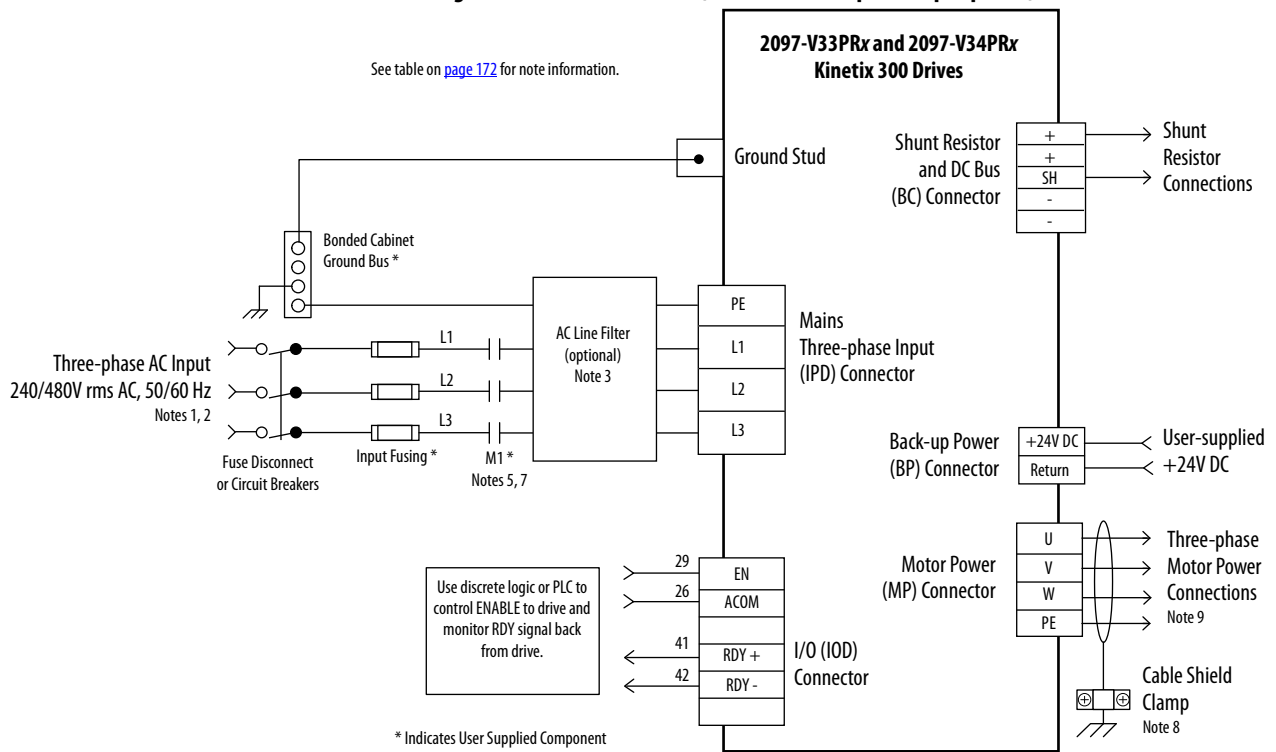 2097-V33PRx and 2097-V34PRx
Kinetix 300 Drives
See table on page 172 for note information.
Ground Stud
Shunt Resistor
and DC Bus
(BC) Connector
+
+
SH
-
-
Shunt
Resistor
Connections
Bonded Cabinet
Ground Bus *
Three-phase AC Input
240/480V rms AC, 50/60 Hz
Notes 1, 2
Fuse Disconnect
or Circuit Breakers
L1
L2
L3
Input Fusing *
M1 *
Notes 5, 7
AC Line Filter
(optional)
Note 3
PE
L1
L2
L3
Mains
Three-phase Input
(IPD) Connector
Back-up Power
(BP) Connector
+24V DC
Return
User-supplied
+24V DC
Motor Power
(MP) Connector
U
V
W
PE
Three-phase
Motor Power
Connections
Note 9
Cable Shield
Clamp
Note 8
Use discrete logic or PLC to
control ENABLE to drive and
monitor RDY signal back
from drive.
29
26
41
42
EN
ACOM
RDY +
RDY -
I/O (IOD)
Connector
* Indicates User Supplied Component